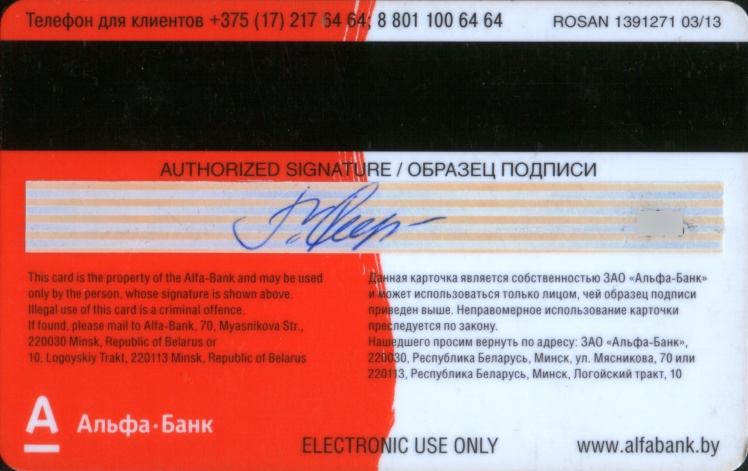 Телефон для клиентов +375 (17) 217 64 64; 8 801 100 64 64
ROSAN 1391271 03/13
AUTHORIZED SIGNATURE / ОБРАЗЕЦ ПОДПИСИ
This card is the property of the Alfa-Bank and may be used
only by the person, whose signature is shown above.
Illegal use of this card is a criminal offence.
If found, please mail to Alfa-Bank, 70, Myasnikova Str.,
220030 Minsk, Republic of Belarus or
10, Logoyskiy Trakt, 220113 Minsk, Republic of Belarus
Данная карточка является собственностью ЗАО «Альфа-Банк»
и может использоваться только лицом, чей образец подписи
приведен выше. Неправомерное использование карточки
преследуется по закону.
Нашедшего просим вернуть по адресу: ЗАО «Альфа-Банк»,
220030, Республика Беларусь, Минск, ул. Мясникова, 70 или
220113, Республика Беларусь, Минск, Логойский тракт, 10
А Альфа·Банк
ELECTRONIC USE ONLY
www.alfabank.by